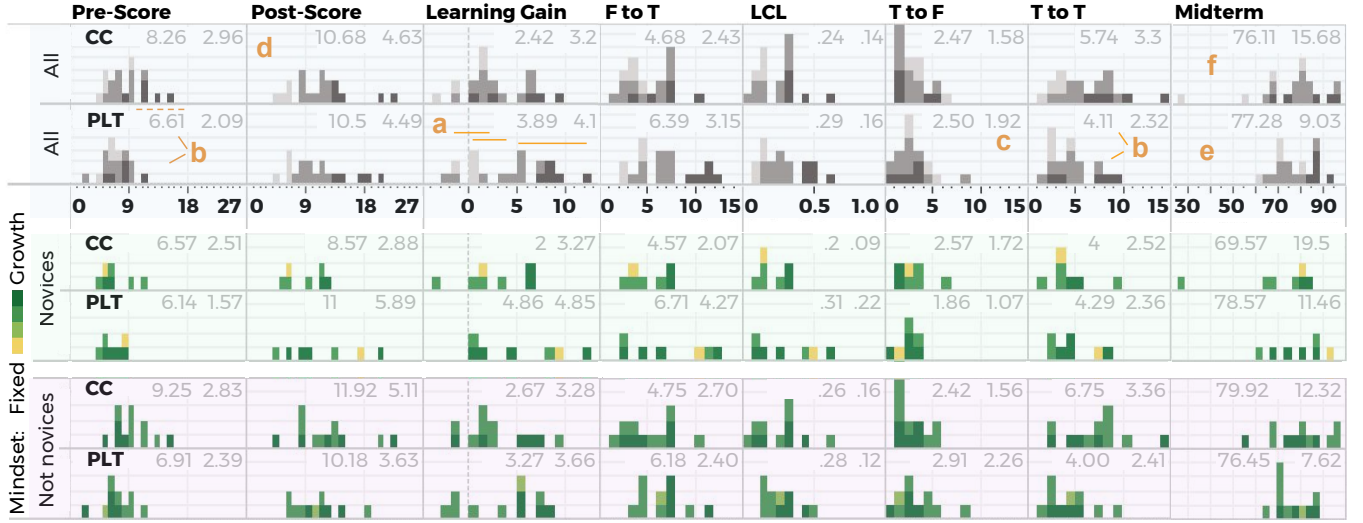 Pre-Score Post-Score Learning Gain F to T LCL T to F T to T Midterm
All CC 8.26 2.96 d 10.68 4.63 2.42 3.2 4.68 2.43 .24 .14 2.47 1.58 5.74 3.3 f 76.11 15.68
All PLT 6.61 2.09 b 10.5 4.49 a 3.89 4.1 6.39 3.15 .29 .16 2.50 1.92 c 4.11 2.32 b e 77.28 9.03
0 9 18 27 0 9 18 27 0 5 10 0 5 10 15 0 0.5 1.0 0 5 10 15 0 5 10 15 30 50 70 90
Mindset: Fixed Growth
Novices
CC 6.57 2.51 8.57 2.88 2 3.27 4.57 2.07 .2 .09 2.57 1.72 4 2.52 69.57 19.5
PLT 6.14 1.57 11 5.89 4.86 4.85 6.71 4.27 .31 .22 1.86 1.07 4.29 2.36 78.57 11.46
Not novices
CC 9.25 2.83 11.92 5.11 2.67 3.28 4.75 2.70 .26 .16 2.42 1.56 6.75 3.36 79.92 12.32
PLT 6.91 2.39 10.18 3.63 3.27 3.66 6.18 2.40 .28 .12 2.91 2.26 4.00 2.41 76.45 7.62